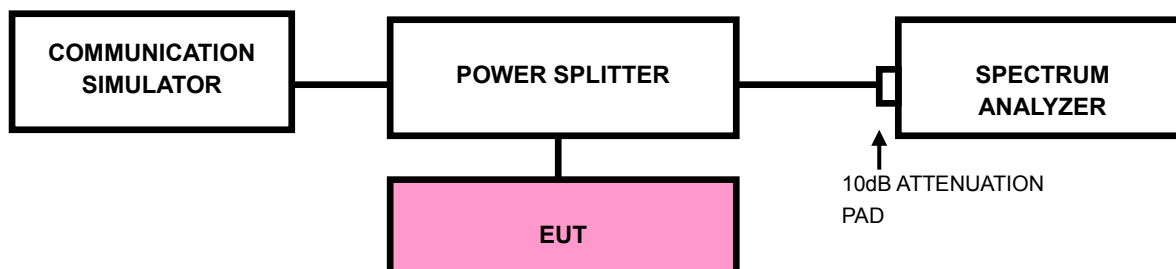 COMMUNICATION
SIMULATOR
POWER SPLITTER
SPECTRUM
ANALYZER
10dB ATTENUATION
PAD
EUT